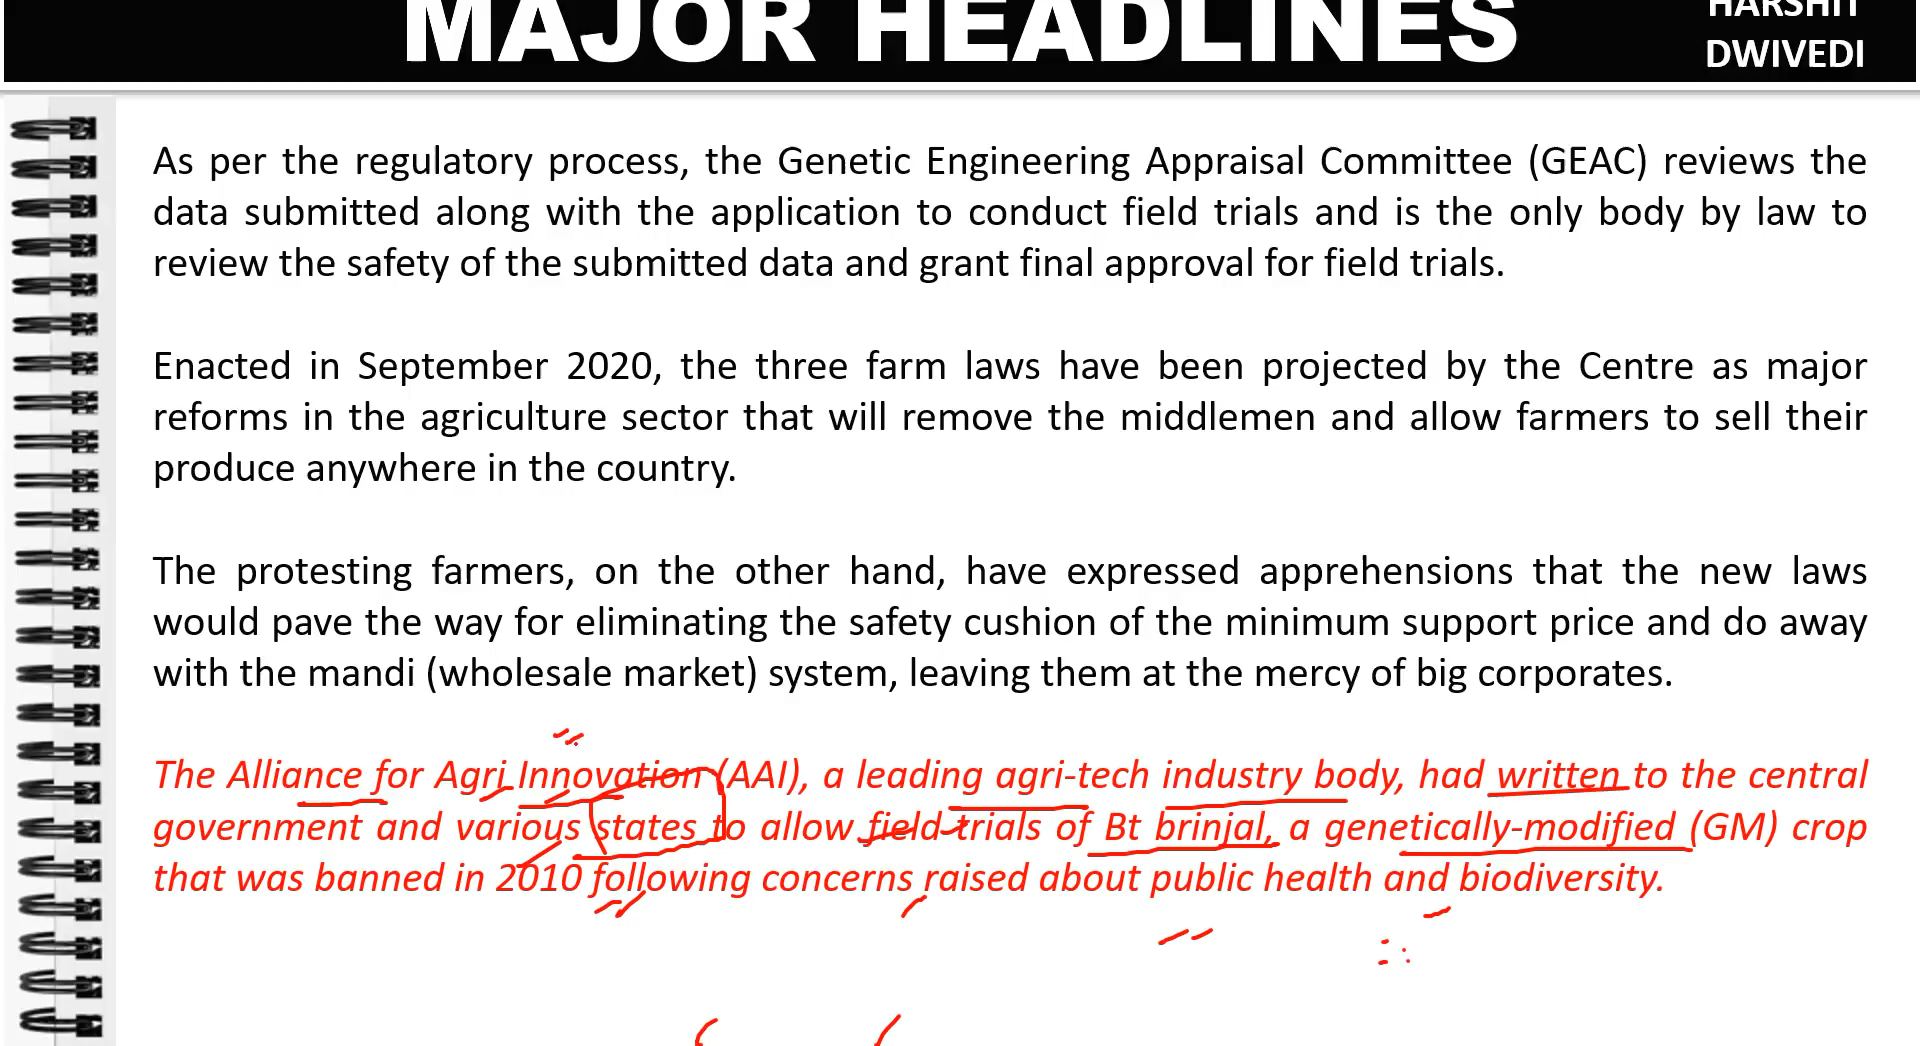 MAJOR HEADLINES
HARSHIT
DWIVEDI
As per the regulatory process, the Genetic Engineering Appraisal Committee (GEAC) reviews the
data submitted along with the application to conduct field trials and is the only body by law to
review the safety of the submitted data and grant final approval for field trials.
Enacted in September 2020, the three farm laws have been projected by the Centre as major
reforms in the agriculture sector that will remove the middlemen and allow farmers to sell their
produce anywhere in the country.
The protesting farmers, on the other hand, have expressed apprehensions that the new laws
would pave the way for eliminating the safety cushion of the minimum support price and do away
with the mandi (wholesale market) system, leaving them at the mercy of big corporates.
The Alliance for Agri Innovation (AAI), a leading agri-tech industry body, had written to the central
government and various states to allow field trials of Bt brinjal, a genetically-modified (GM) crop
that was banned in 2010 following concerns raised about public health and biodiversity.